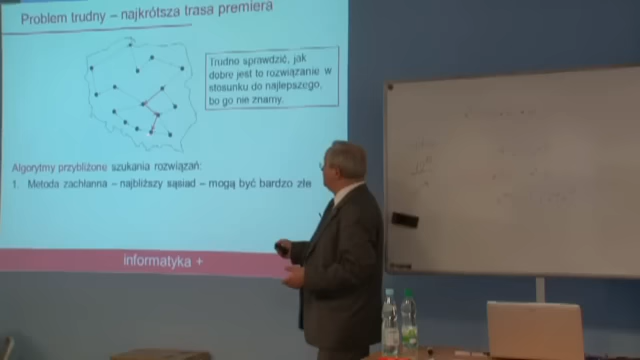 Problem trudny – najkrótsza trasa premiera
Trudno sprawdzić, jak
dobre jest to rozwiązanie w
stosunku do najlepszego,
bo go nie znamy.
Algorytmy przybliżone szukania rozwiązań:
1. Metoda zachłanna – najbliższy sąsiad – mogą być bardzo złe
informatyka +